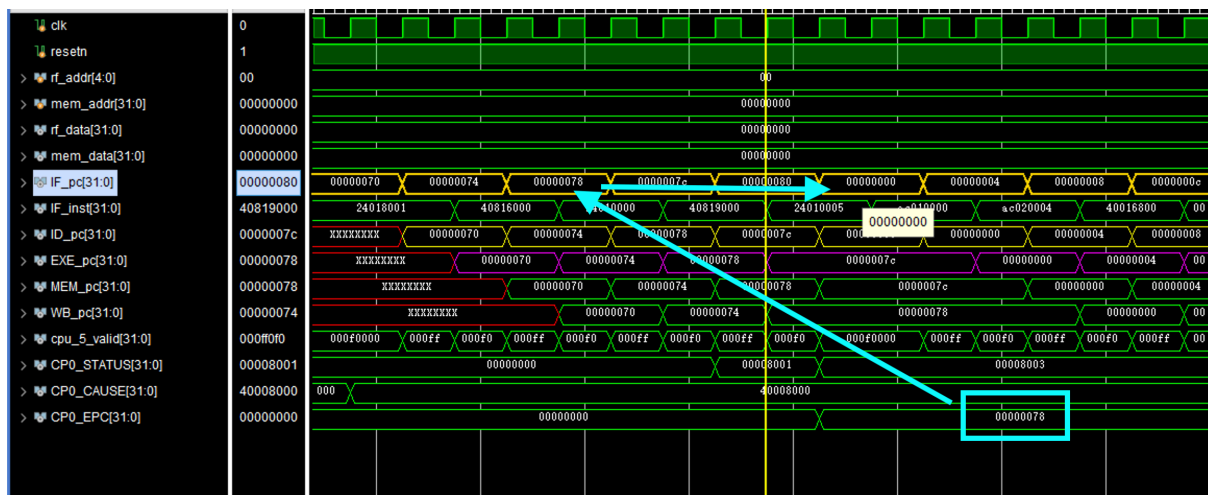 clk 0
resetn 1
rf_addr[4:0] 00 00
mem_addr[31:0] 00000000 00000000
rf_data[31:0] 00000000 00000000
mem_data[31:0] 00000000 00000000
IF_pc[31:0] 00000080 00000070 00000074 00000078 0000007c 00000080 00000000 00000004 00000008 0000000c
IF_inst[31:0] 40819000 24018001 40816000 40819000 24010005 ac020004 40016800 00
00000000
ID_pc[31:0] 0000007c XXXXXXXX 00000070 00000074 00000078 0000007c 00000000 00000004 00000008
EXE_pc[31:0] 00000078 XXXXXXXX 00000070 00000074 00000078 0000007c 00000000 00000004 00
MEM_pc[31:0] 00000078 XXXXXXXX 00000070 00000074 00000078 0000007c 00000000 00000004
WB_pc[31:0] 00000074 XXXXXXXX 00000070 00000074 00000078 00000000 00
cpu_5_valid[31:0] 000ff0f0 000f0000 000ff 000f0 000ff 000f0 000ff 000f0 000ff 000f0 000f0000 000ff 000f0 000ff 000f0 00
CP0_STATUS[31:0] 00008001 00000000 00008001 00008003
CP0_CAUSE[31:0] 40008000 000 40008000
CP0_EPC[31:0] 00000000 00000000 00000078